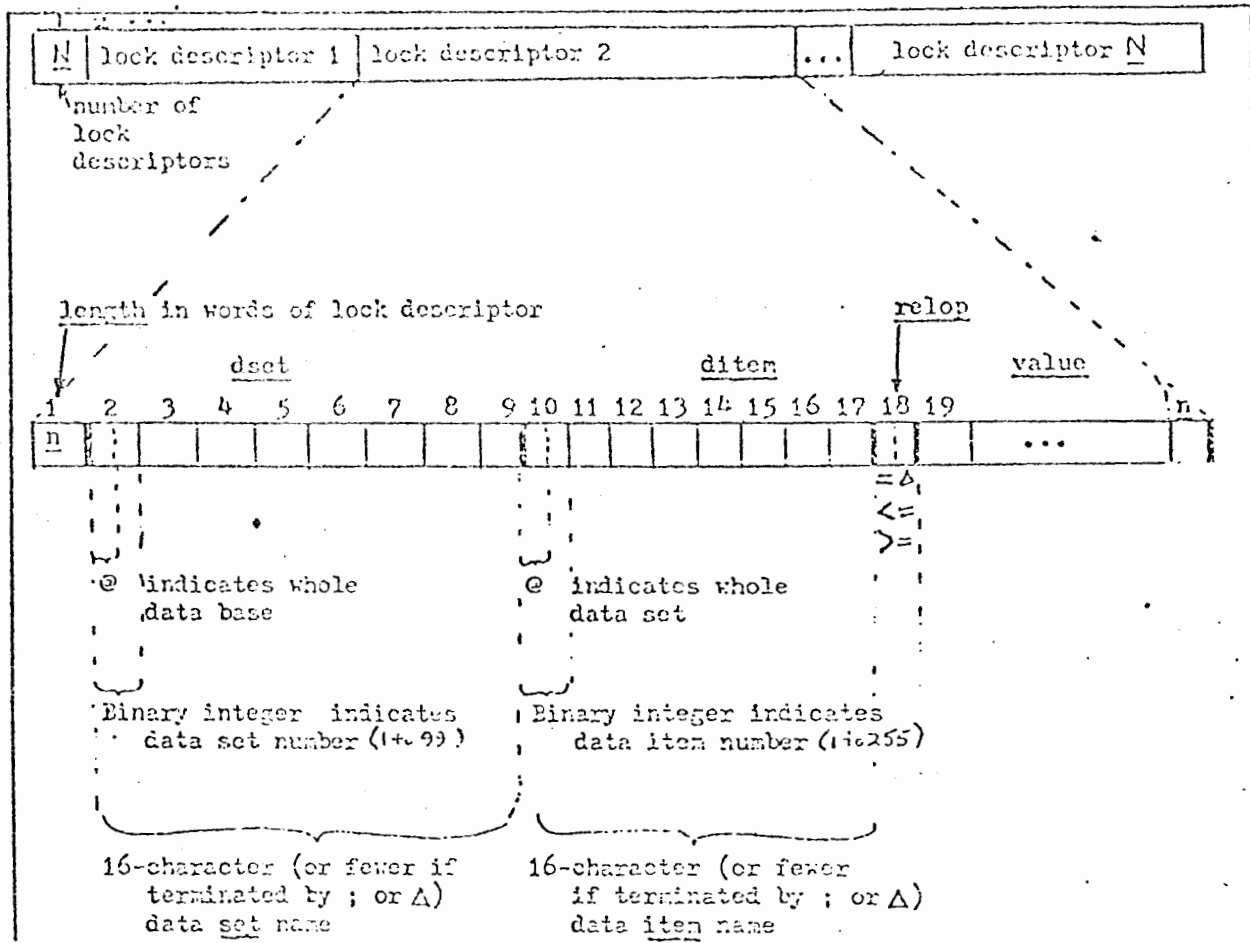 N lock descriptor 1 lock descriptor 2 ... lock descriptor N
number of
lock
descriptors
length in words of lock descriptor
relop
dset ditem value
1 2 3 4 5 6 7 8 9 10 11 12 13 14 15 16 17 18 19 n
n ...
=Δ
<=
>=
@ indicates whole
data base
@ indicates whole
data set
Binary integer indicates
data set number (1 to 99)
Binary integer indicates
data item number (1 to 255)
16-character (or fewer if
terminated by ; or Δ)
data set name
16-character (or fewer
if terminated by ; or Δ)
data item name